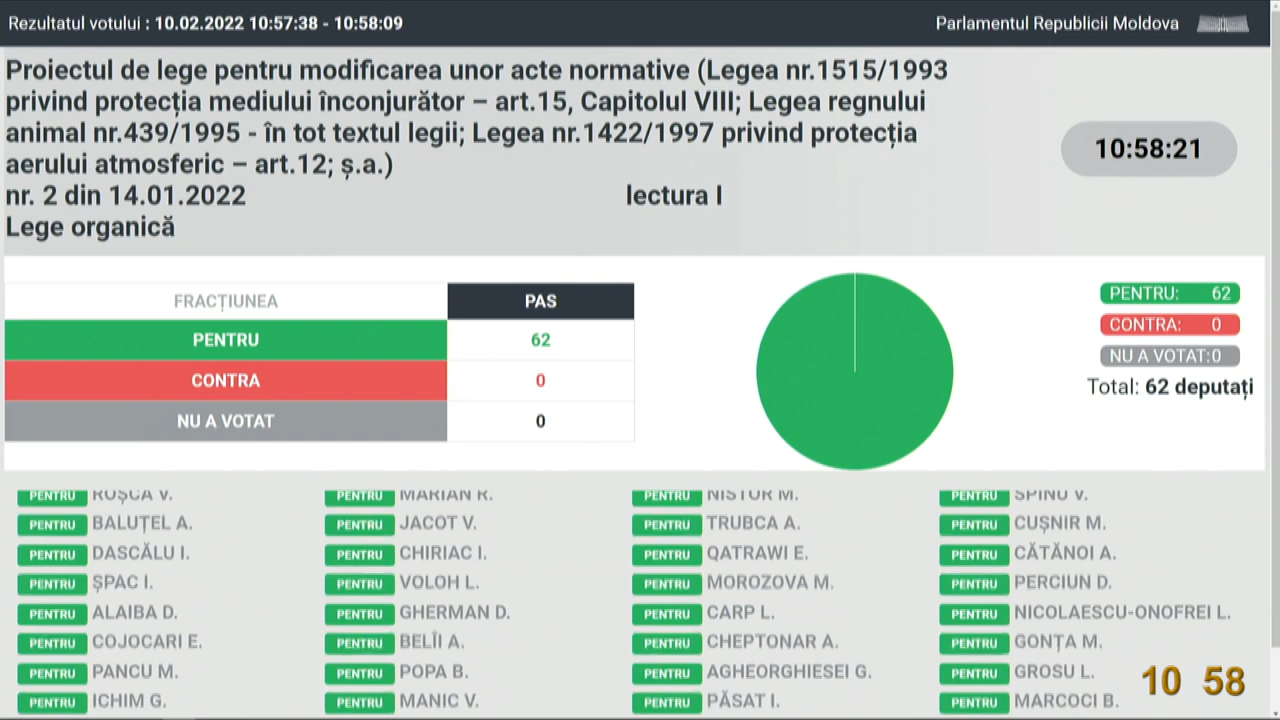 Rezultatul votului : 10.02.2022 10:57:38 - 10:58:09
Parlamentul Republicii Moldova
Proiectul de lege pentru modificarea unor acte normative (Legea nr.1515/1993
privind protecția mediului înconjurător – art.15, Capitolul VIII; Legea regnului
animal nr.439/1995 - în tot textul legii; Legea nr.1422/1997 privind protecția
aerului atmosferic – art.12; ș.a.)
nr. 2 din 14.01.2022 lectura I
Lege organică
10:58:21
FRACȚIUNEA PAS
PENTRU 62
CONTRA 0
NU A VOTAT 0
PENTRU: 62
CONTRA: 0
NU A VOTAT:0
Total: 62 deputați
PENTRU ROȘCA V. PENTRU MARIAN R. PENTRU NISTOR M. PENTRU SPÎNU V.
PENTRU BALUȚEL A. PENTRU JACOT V. PENTRU TRUBCA A. PENTRU CUȘNIR M.
PENTRU DASCĂLU I. PENTRU CHIRIAC I. PENTRU QATRAWI E. PENTRU CĂTĂNOI A.
PENTRU ȘPAC I. PENTRU VOLOH L. PENTRU MOROZOVA M. PENTRU PERCIUN D.
PENTRU ALAIBA D. PENTRU GHERMAN D. PENTRU CARP L. PENTRU NICOLAESCU-ONOFREI L.
PENTRU COJOCARI E. PENTRU BELÎI A. PENTRU CHEPTONAR A. PENTRU GONȚA M.
PENTRU PANCU M. PENTRU POPA B. PENTRU AGHEORGHIESEI G. PENTRU GROSU L.
PENTRU ICHIM G. PENTRU MANIC V. PENTRU PĂSAT I. PENTRU MARCOCI B.
10 58